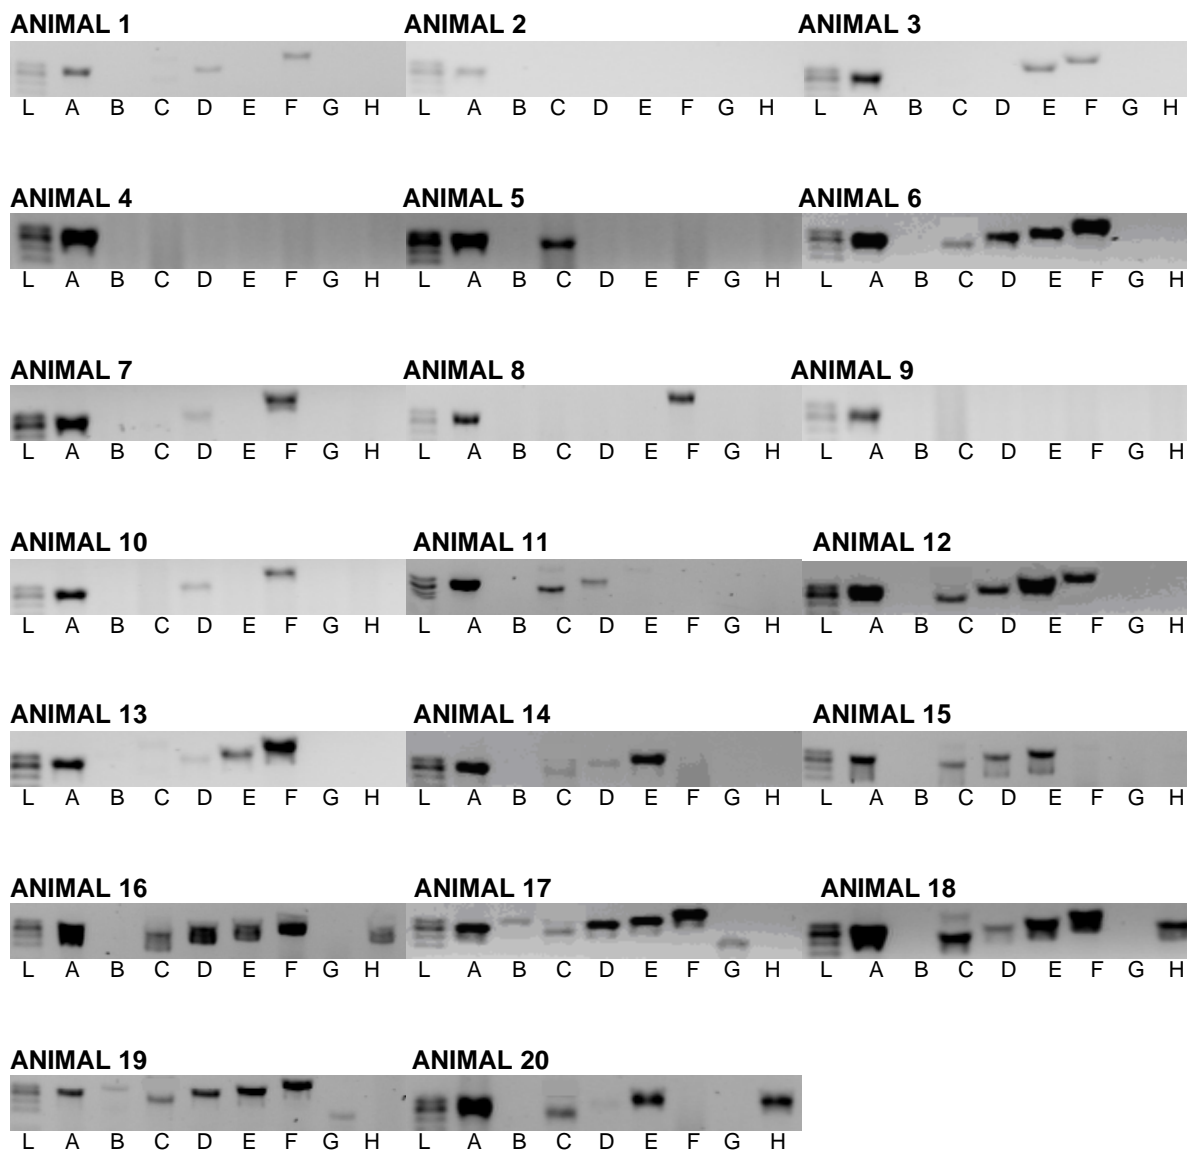 ANIMAL 1 ANIMAL 2 ANIMAL 3
L A B C D E F G H L A B C D E F G H L A B C D E F G H
ANIMAL 4 ANIMAL 5 ANIMAL 6
L A B C D E F G H L A B C D E F G H L A B C D E F G H
ANIMAL 7 ANIMAL 8 ANIMAL 9
L A B C D E F G H L A B C D E F G H L A B C D E F G H
ANIMAL 10 ANIMAL 11 ANIMAL 12
L A B C D E F G H L A B C D E F G H L A B C D E F G H
ANIMAL 13 ANIMAL 14 ANIMAL 15
L A B C D E F G H L A B C D E F G H L A B C D E F G H
ANIMAL 16 ANIMAL 17 ANIMAL 18
L A B C D E F G H L A B C D E F G H L A B C D E F G H
ANIMAL 19 ANIMAL 20
L A B C D E F G H L A B C D E F G H